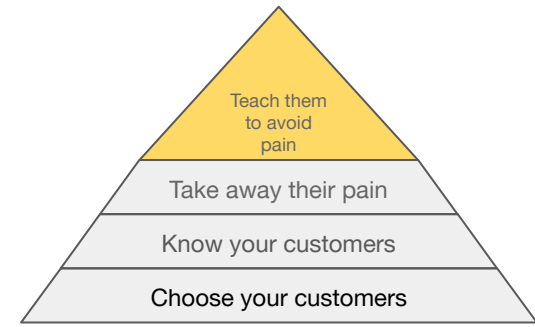 Teach them
to avoid
pain
Take away their pain
Know your customers
Choose your customers